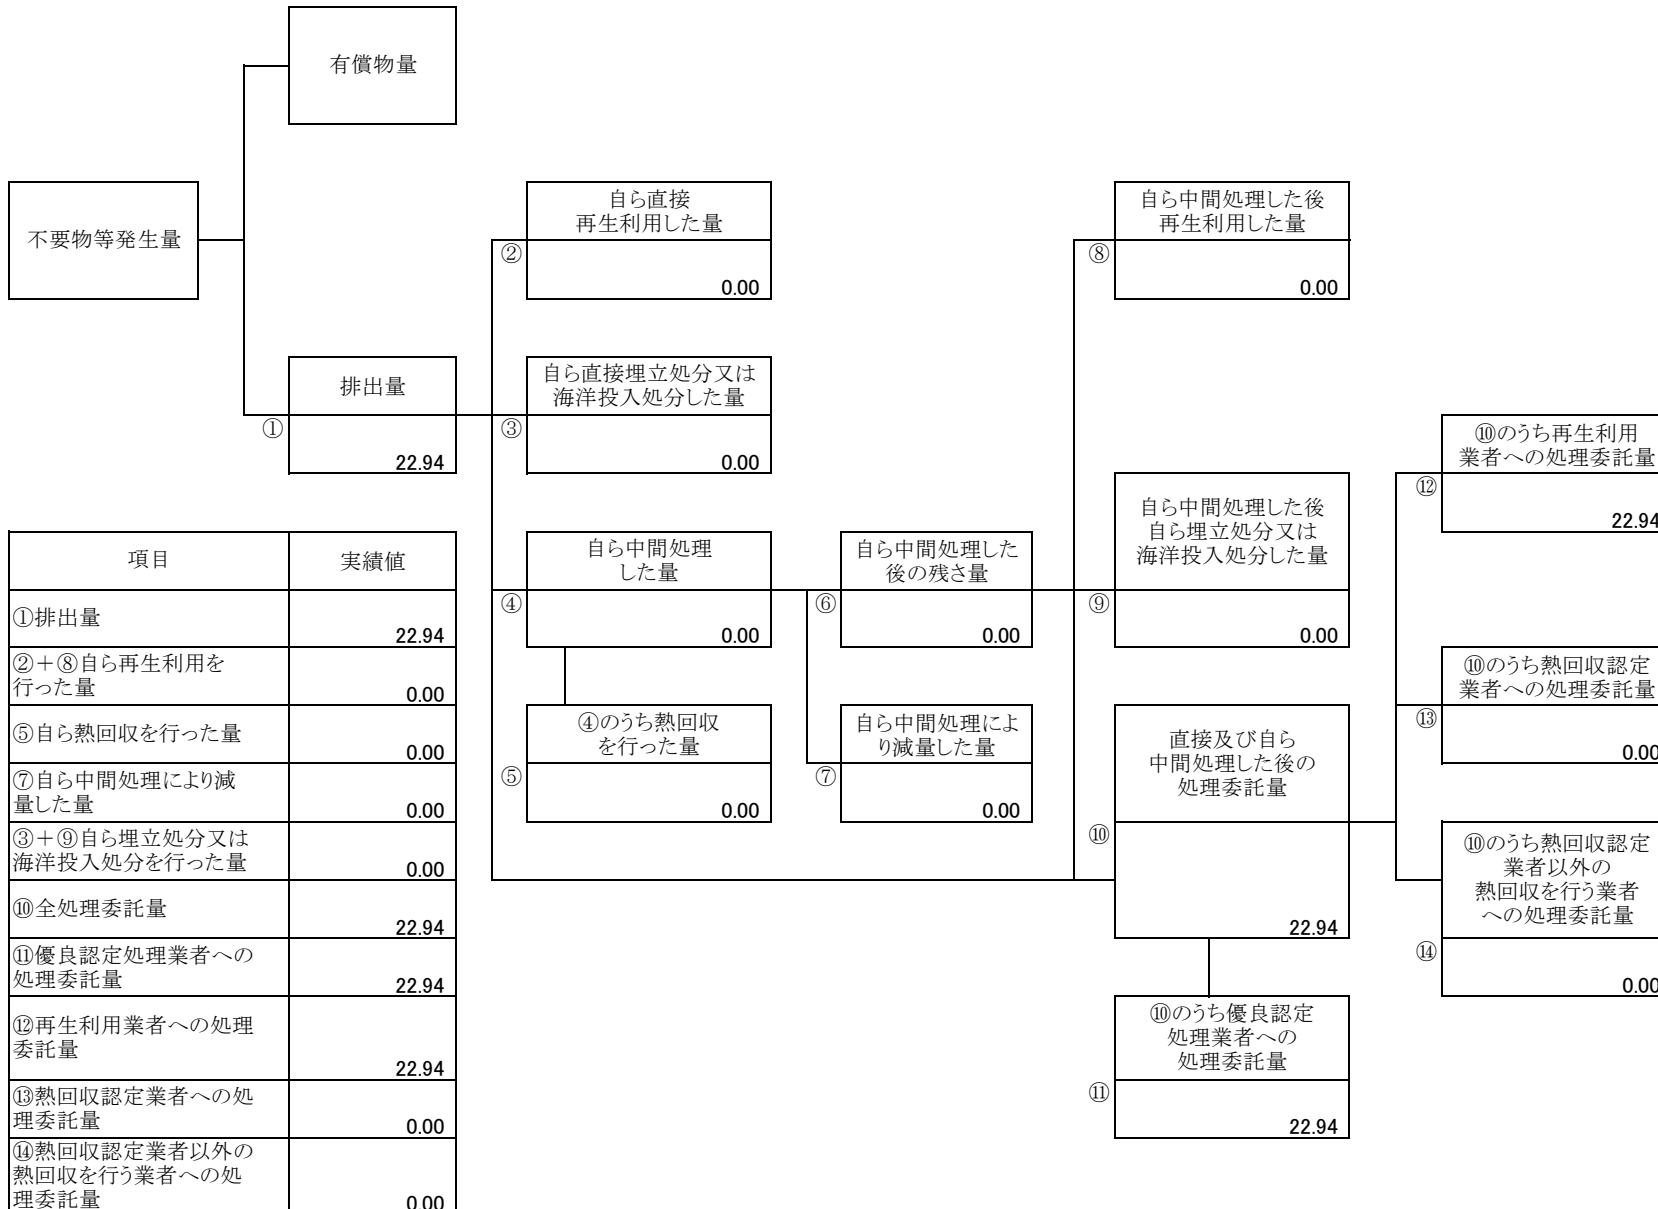 有償物量
不要物等発生量
自ら直接
再生利用した量
②
0.00
自ら中間処理した後
再生利用した量
⑧
0.00
排出量
①
22.94
自ら直接埋立処分又は
海洋投入処分した量
③
0.00
⑩のうち再生利用
業者への処理委託量
⑫
22.94
自ら中間処理
した量
④
0.00
自ら中間処理した
後の残さ量
⑥
0.00
自ら中間処理した後
自ら埋立処分又は
海洋投入処分した量
⑨
0.00
⑩のうち熱回収認定
業者への処理委託量
⑬
0.00
④のうち熱回収
を行った量
⑤
0.00
自ら中間処理によ
り減量した量
⑦
0.00
直接及び自ら
中間処理した後の
処理委託量
⑩
22.94
⑩のうち熱回収認定
業者以外の
熱回収を行う業者
への処理委託量
⑭
0.00
⑩のうち優良認定
処理業者への
処理委託量
⑪
22.94
項目 実績値
①排出量
22.94
②＋⑧自ら再生利用を
行った量
0.00
⑤自ら熱回収を行った量
0.00
⑦自ら中間処理により減
量した量
0.00
③＋⑨自ら埋立処分又は
海洋投入処分を行った量
0.00
⑩全処理委託量
22.94
⑪優良認定処理業者への
処理委託量
22.94
⑫再生利用業者への処理
委託量
22.94
⑬熱回収認定業者への処
理委託量
0.00
⑭熱回収認定業者以外の
熱回収を行う業者への処
理委託量
0.00